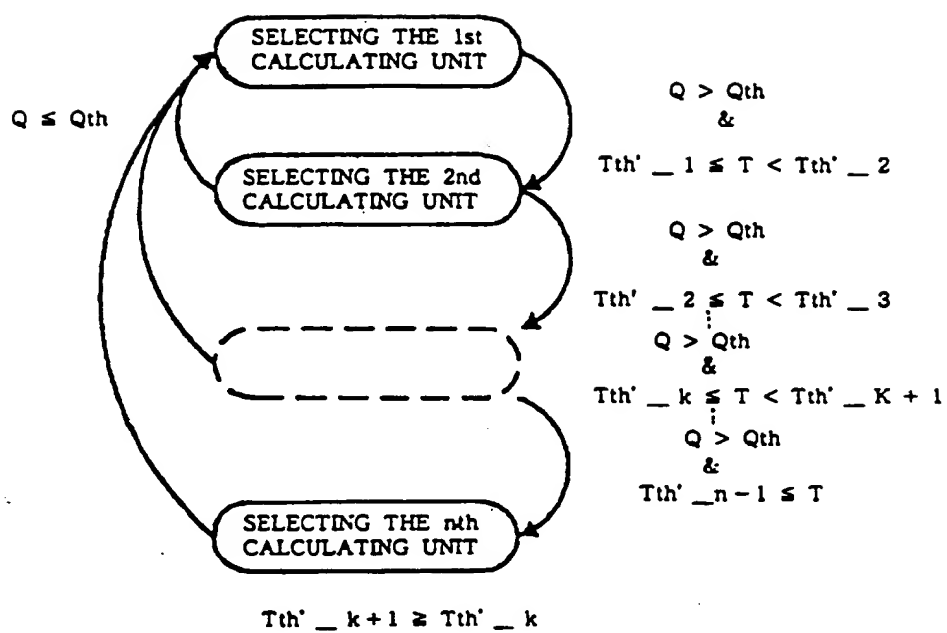 SELECTING THE 1st
CALCULATING UNIT
Q ≦ Qth
Q > Qth
&
Tth' _ 1 ≦ T < Tth' _ 2
SELECTING THE 2nd
CALCULATING UNIT
Q > Qth
&
Tth' _ 2 ≦ T < Tth' _ 3
Q > Qth
&
Tth' _ k ≦ T < Tth' _ K + 1
Q > Qth
&
Tth' _n-1 ≦ T
SELECTING THE nth
CALCULATING UNIT
Tth' _ k+1 ≧ Tth' _ k